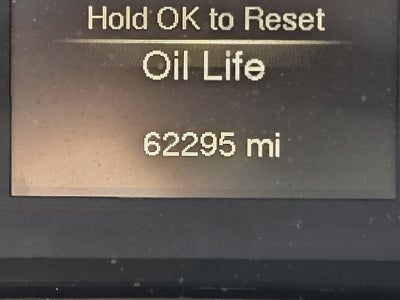 Hold OK to Reset
Oil Life
62295 mi